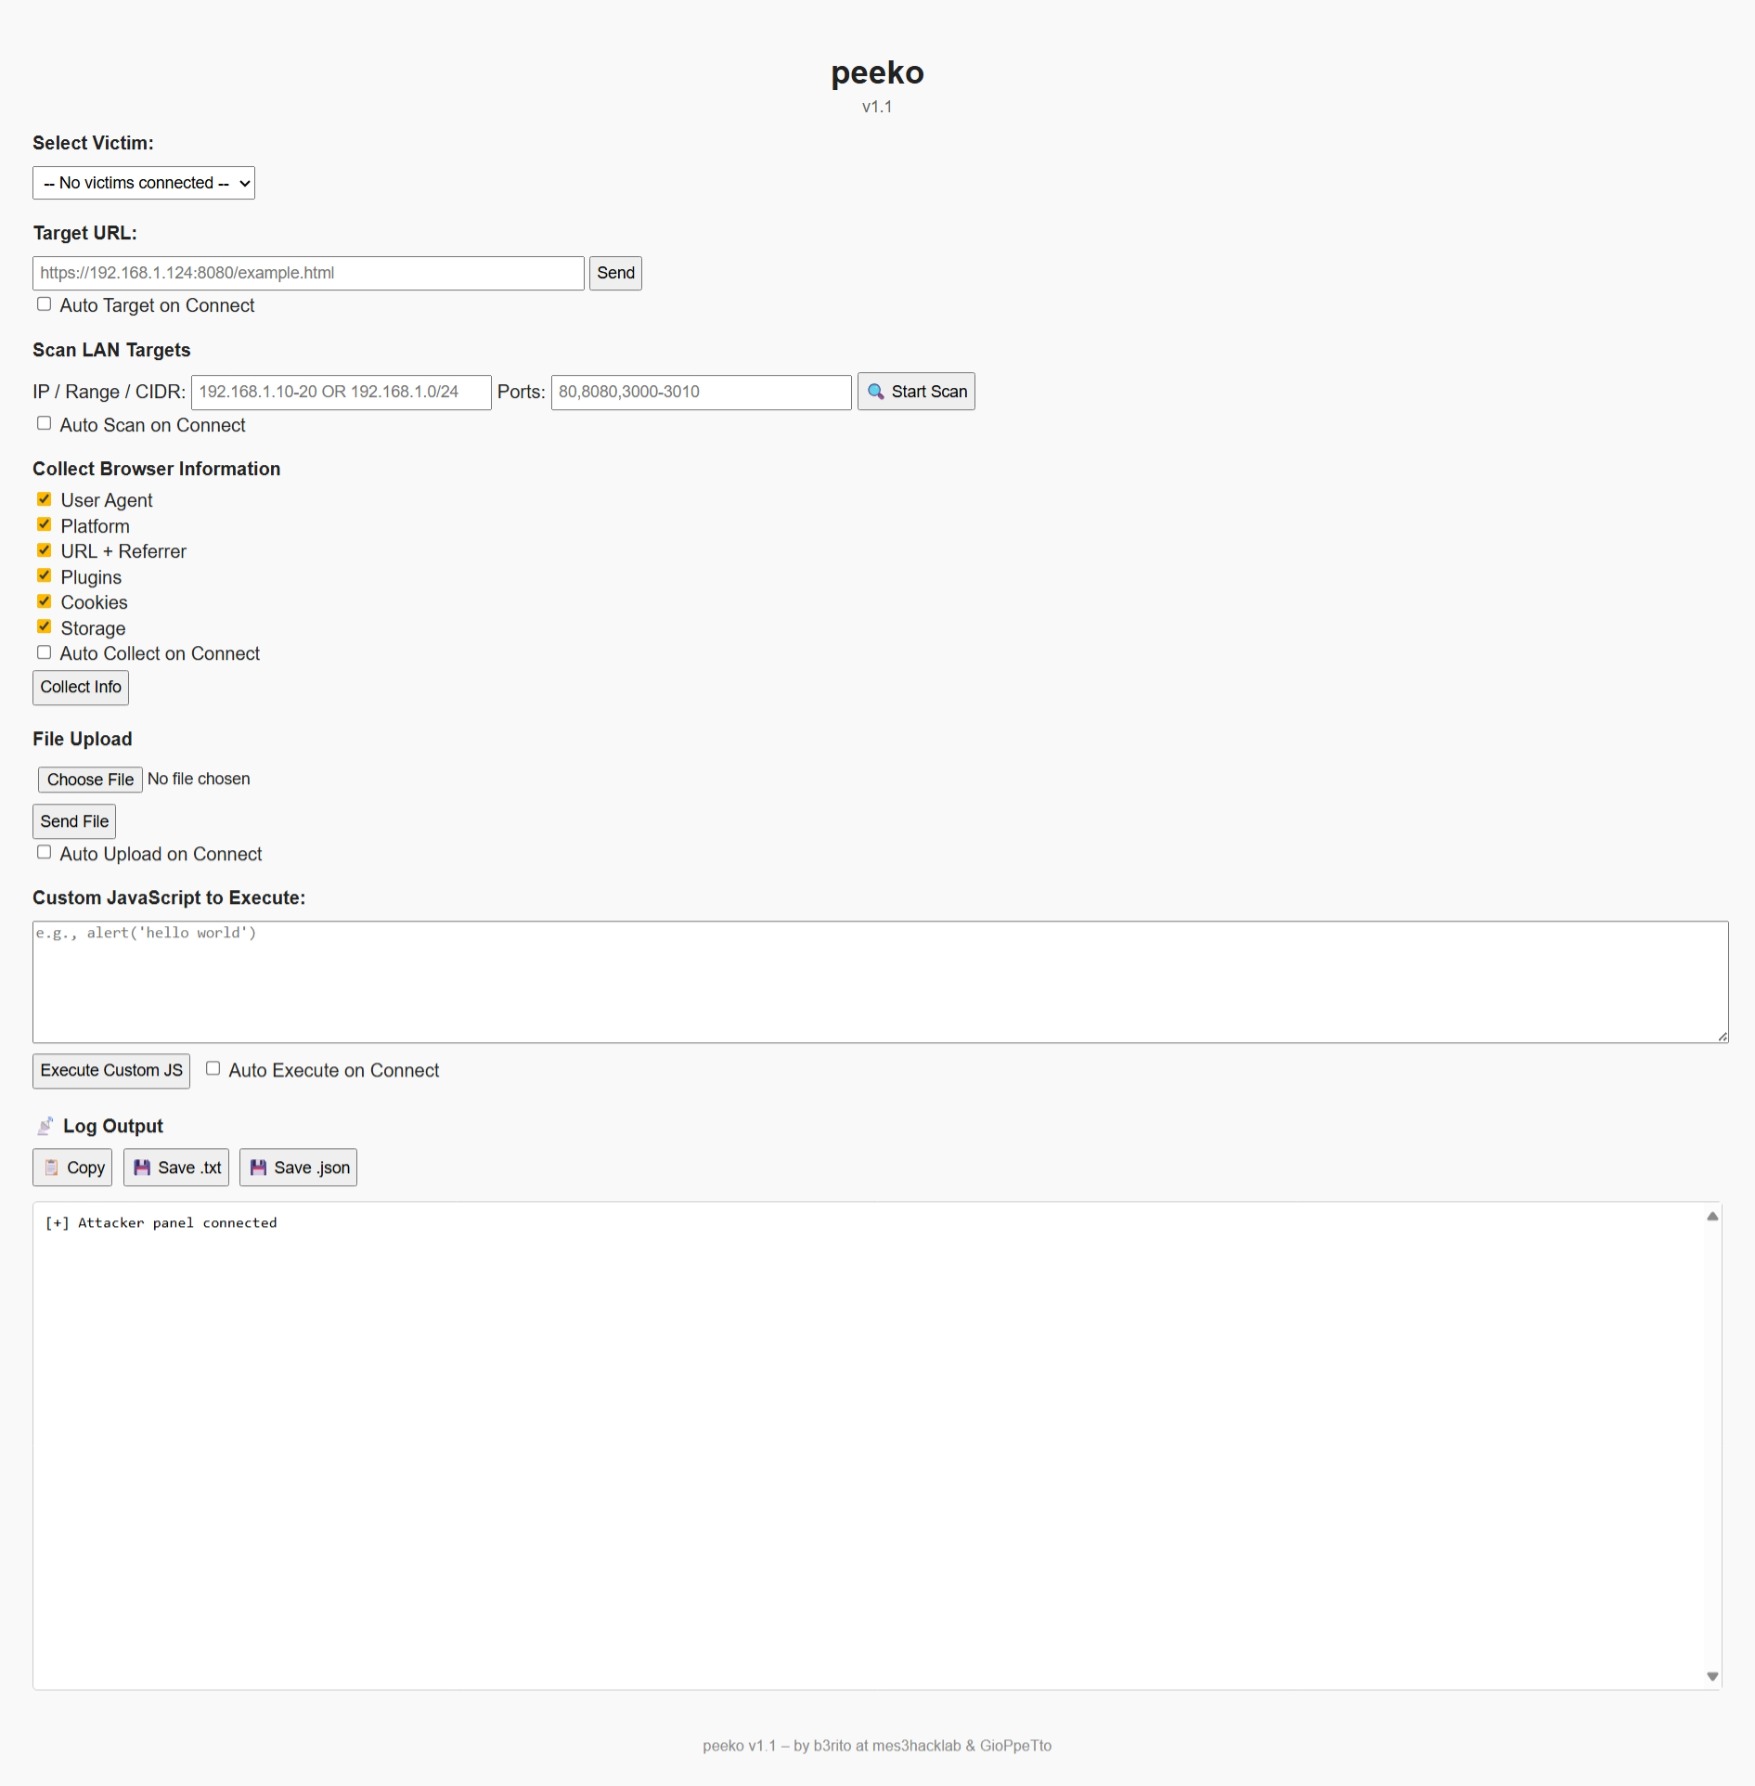 peeko
v1.1
Select Victim:
-- No victims connected --
Target URL:
https://192.168.1.124:8080/example.html Send
Auto Target on Connect
Scan LAN Targets
IP / Range / CIDR: 192.168.1.10-20 OR 192.168.1.0/24 Ports: 80,8080,3000-3010 Start Scan
Auto Scan on Connect
Collect Browser Information
User Agent
Platform
URL + Referrer
Plugins
Cookies
Storage
Auto Collect on Connect
Collect Info
File Upload
Choose File No file chosen
Send File
Auto Upload on Connect
Custom JavaScript to Execute:
e.g., alert('hello world')
Execute Custom JS Auto Execute on Connect
Log Output
Copy Save .txt Save .json
[+] Attacker panel connected
peeko v1.1 – by b3rito at mes3hacklab & GioPpeTto